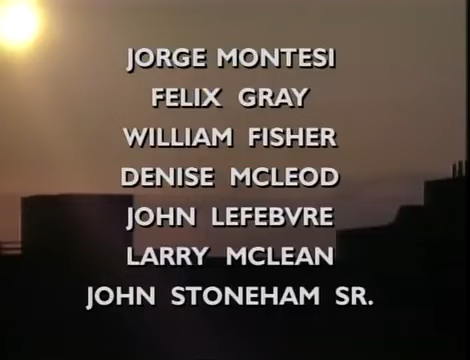 JORGE MONTESI
FELIX GRAY
WILLIAM FISHER
DENISE MCLEOD
JOHN LEFEBVRE
LARRY MCLEAN
JOHN STONEHAM SR.